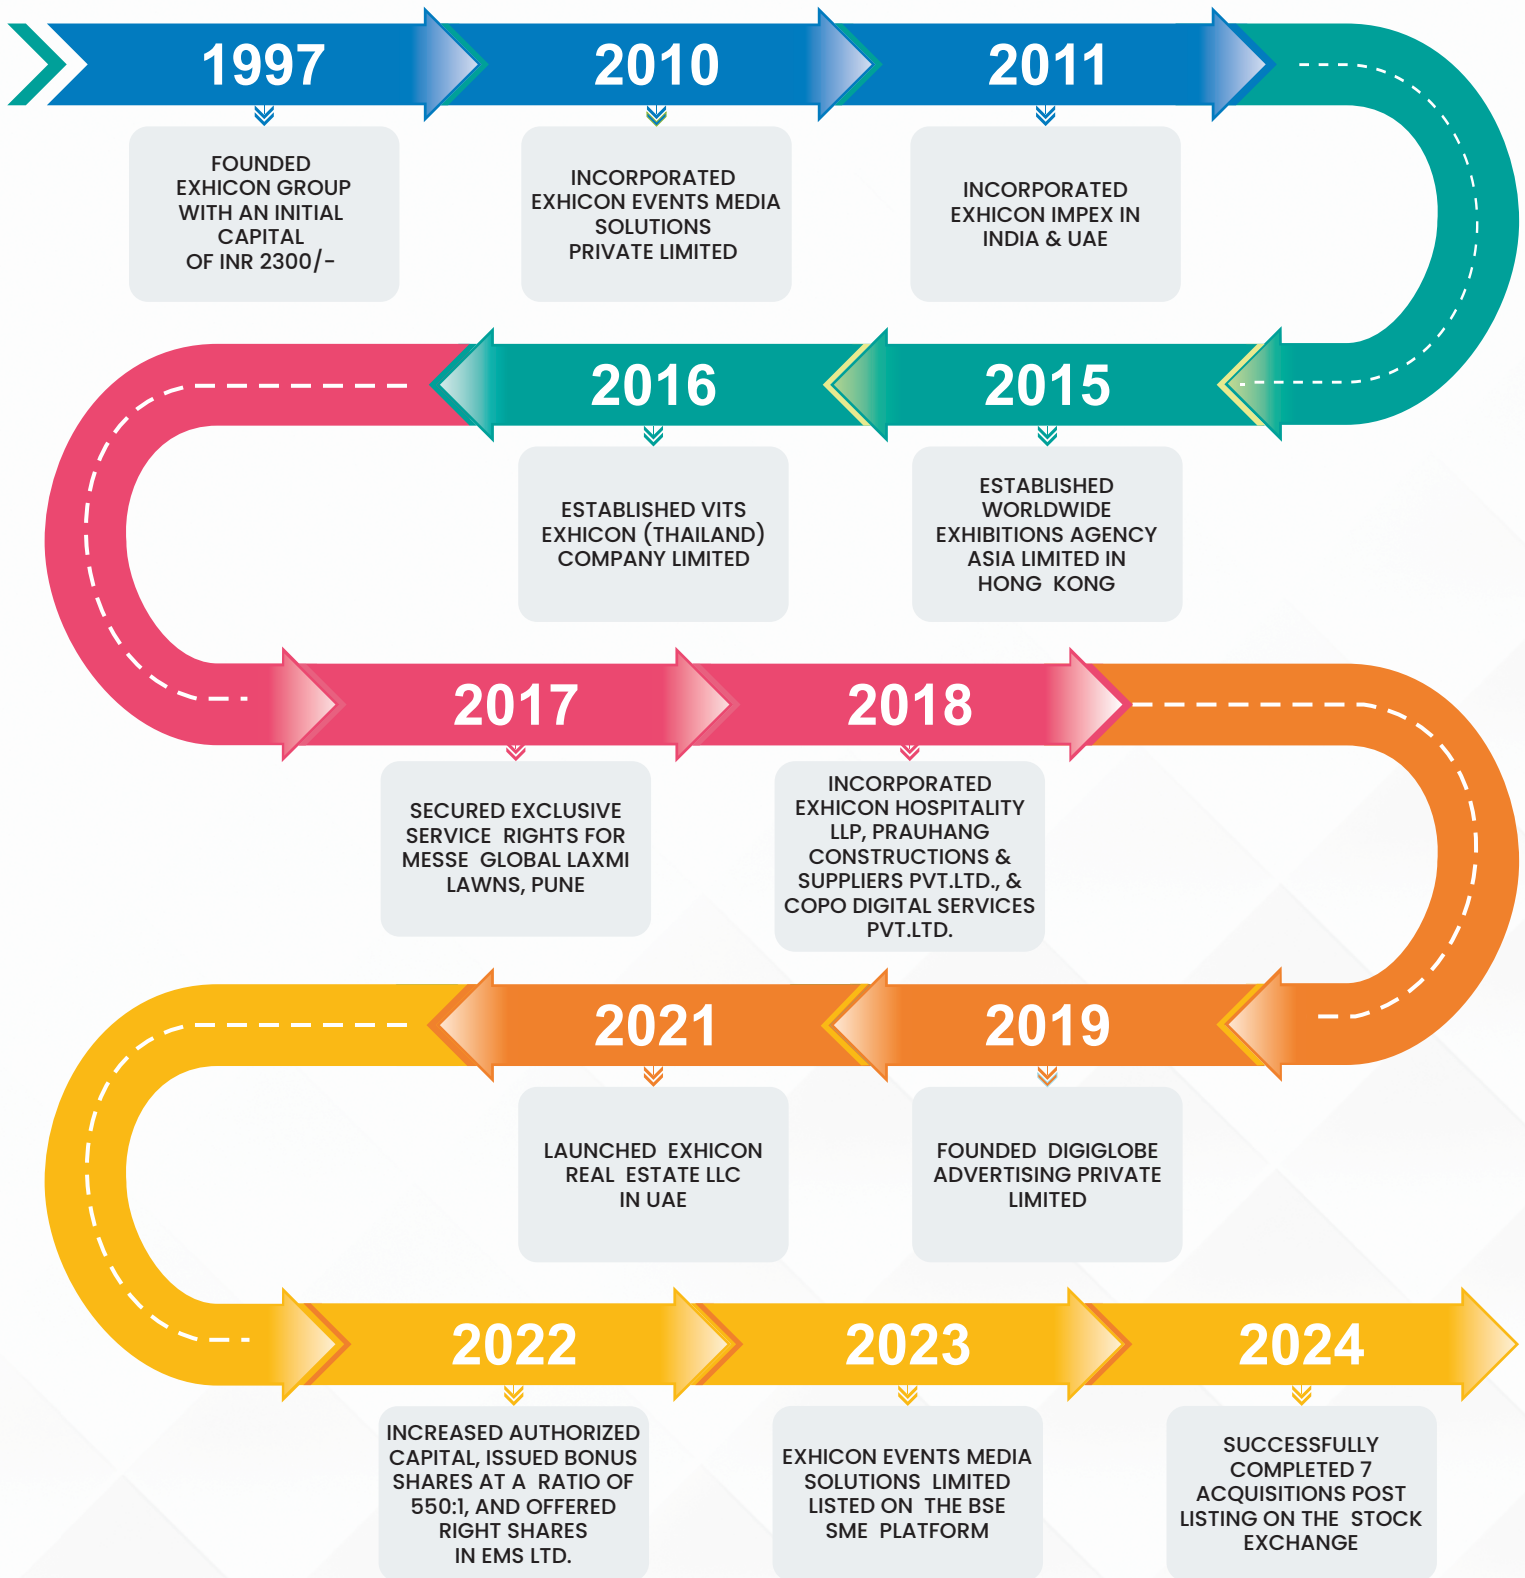 1997
FOUNDED
EXHICON GROUP
WITH AN INITIAL
CAPITAL
OF INR 2300/-
2010
INCORPORATED
EXHICON EVENTS MEDIA
SOLUTIONS
PRIVATE LIMITED
2011
INCORPORATED
EXHICON IMPEX IN
INDIA & UAE
2015
ESTABLISHED
WORLDWIDE
EXHIBITIONS AGENCY
ASIA LIMITED IN
HONG KONG
2016
ESTABLISHED VITS
EXHICON (THAILAND)
COMPANY LIMITED
2017
SECURED EXCLUSIVE
SERVICE RIGHTS FOR
MESSE GLOBAL LAXMI
LAWNS, PUNE
2018
INCORPORATED
EXHICON HOSPITALITY
LLP, PRAUHANG
CONSTRUCTIONS &
SUPPLIERS PVT.LTD., &
COPO DIGITAL SERVICES
PVT.LTD.
2019
FOUNDED DIGIGLOBE
ADVERTISING PRIVATE
LIMITED
2021
LAUNCHED EXHICON
REAL ESTATE LLC
IN UAE
2022
INCREASED AUTHORIZED
CAPITAL, ISSUED BONUS
SHARES AT A RATIO OF
550:1, AND OFFERED
RIGHT SHARES
IN EMS LTD.
2023
EXHICON EVENTS MEDIA
SOLUTIONS LIMITED
LISTED ON THE BSE
SME PLATFORM
2024
SUCCESSFULLY
COMPLETED 7
ACQUISITIONS POST
LISTING ON THE STOCK
EXCHANGE